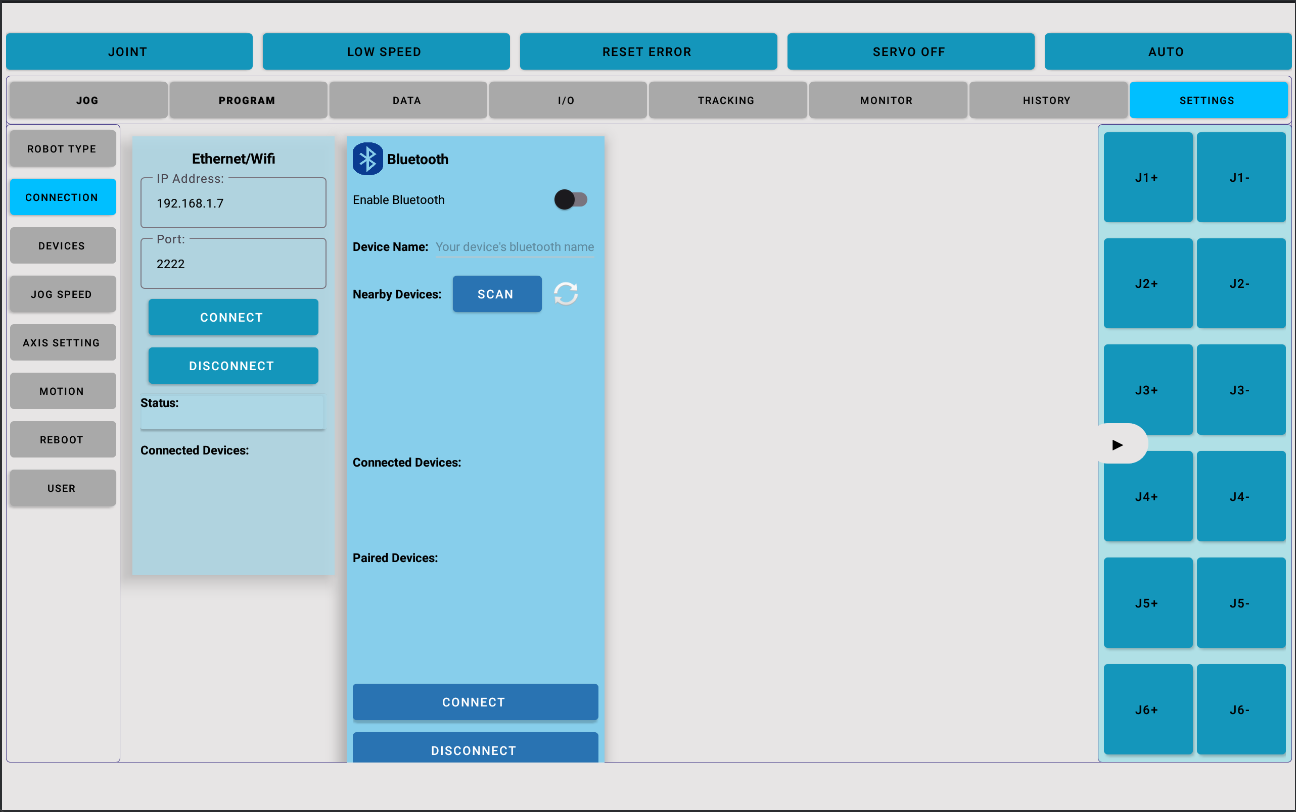 JOINT LOW SPEED RESET ERROR SERVO OFF AUTO
JOG PROGRAM DATA I/O TRACKING MONITOR HISTORY SETTINGS
ROBOT TYPE
CONNECTION
DEVICES
JOG SPEED
AXIS SETTING
MOTION
REBOOT
USER
Ethernet/Wifi
IP Address:
192.168.1.7
Port:
2222
CONNECT
DISCONNECT
Status:
Connected Devices:
Bluetooth
Enable Bluetooth
Device Name: Your device's bluetooth name
Nearby Devices: SCAN
Connected Devices:
Paired Devices:
CONNECT
DISCONNECT
J1+ J1-
J2+ J2-
J3+ J3-
J4+ J4-
J5+ J5-
J6+ J6-